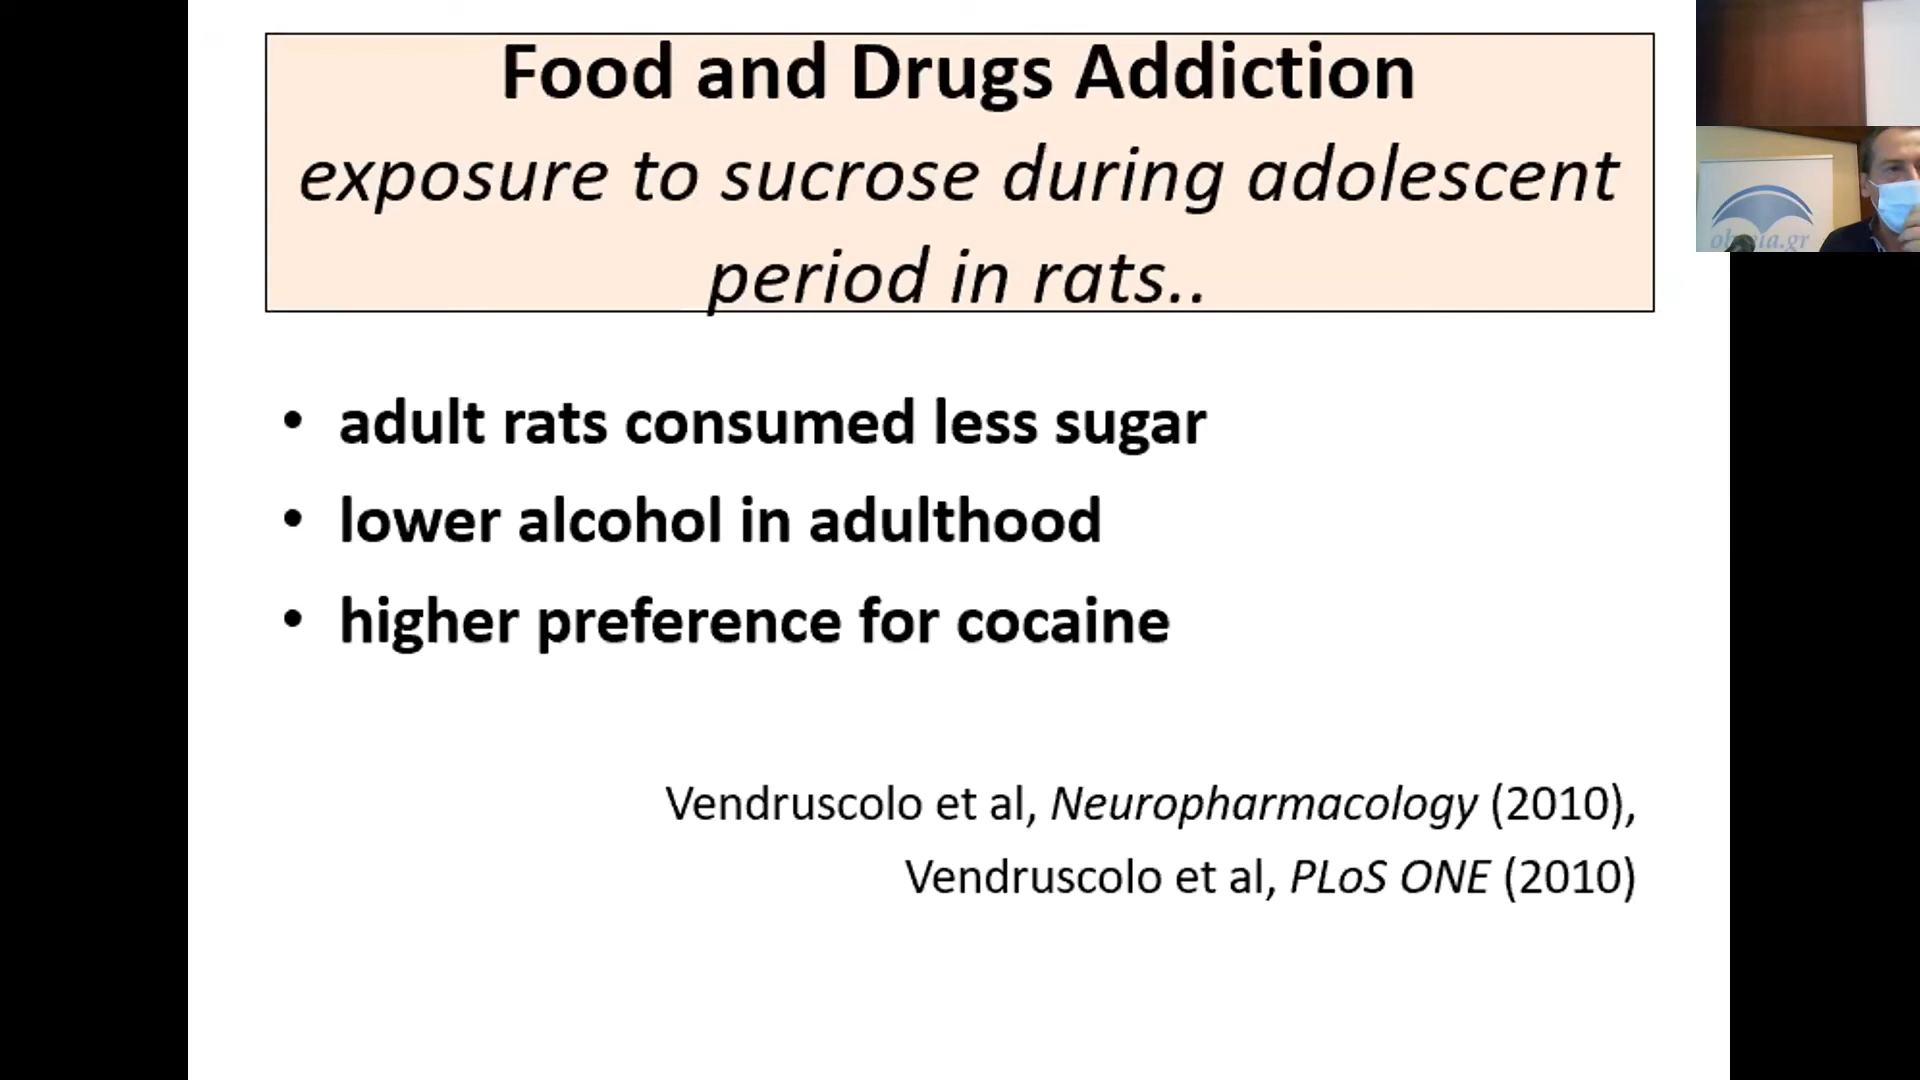 Food and Drugs Addiction
exposure to sucrose during adolescent
period in rats..
• adult rats consumed less sugar
• lower alcohol in adulthood
• higher preference for cocaine
Vendruscolo et al, Neuropharmacology (2010),
Vendruscolo et al, PLoS ONE (2010)